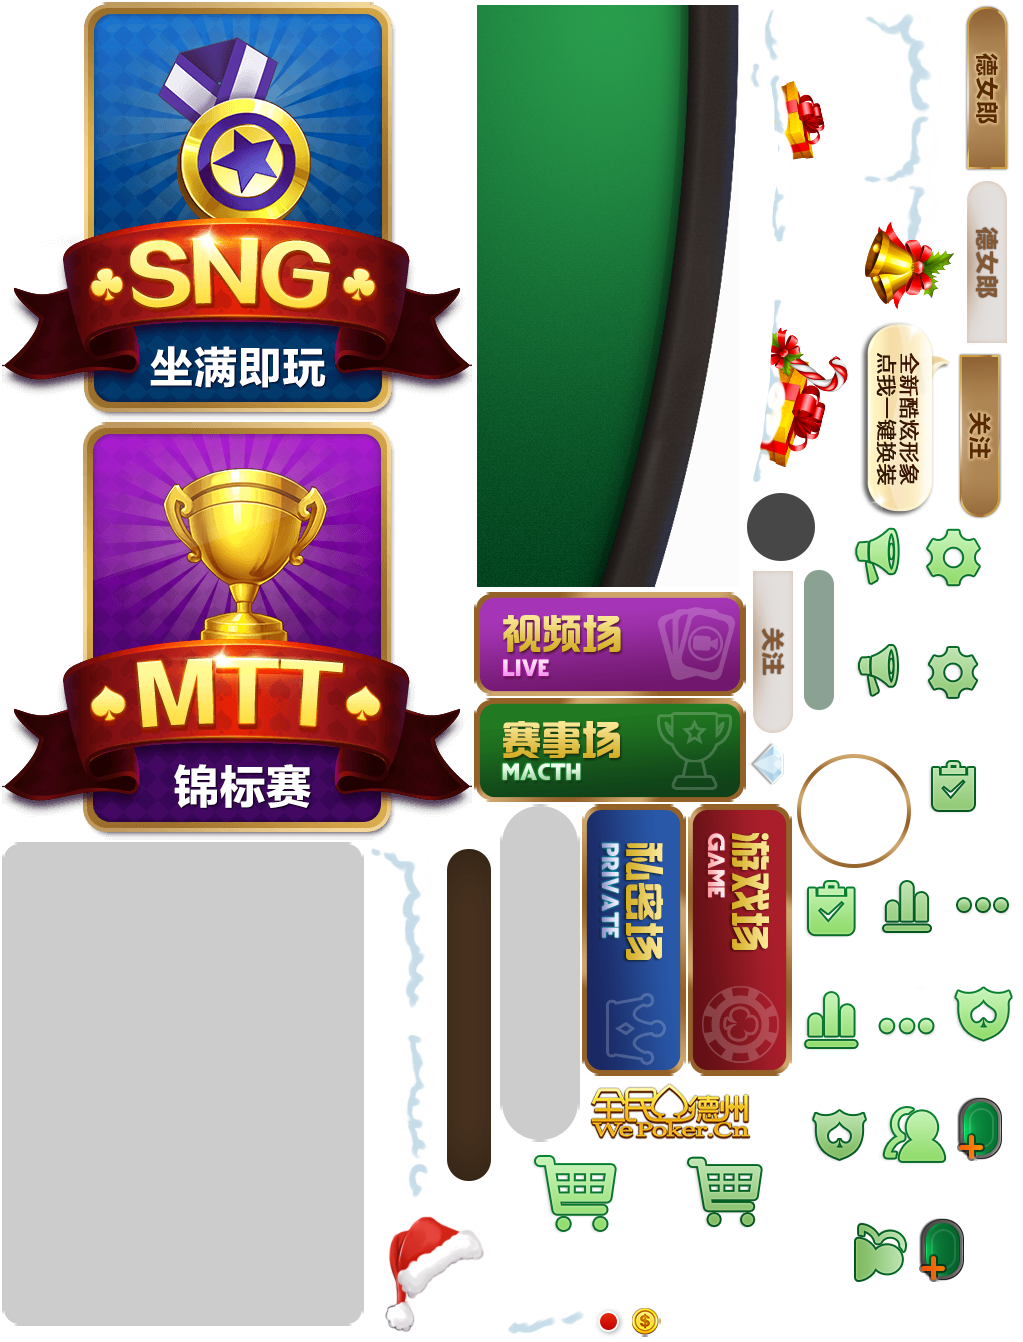 SNG
坐满即玩
MTT
锦标赛
视频场
LIVE
赛事场
MACTH
私密场
PRIVATE
游戏场
GAME
全民德州
WePoker.Cn
德女郎
德女郎
全新酷炫形象
点我一键换装
关注
关注
$